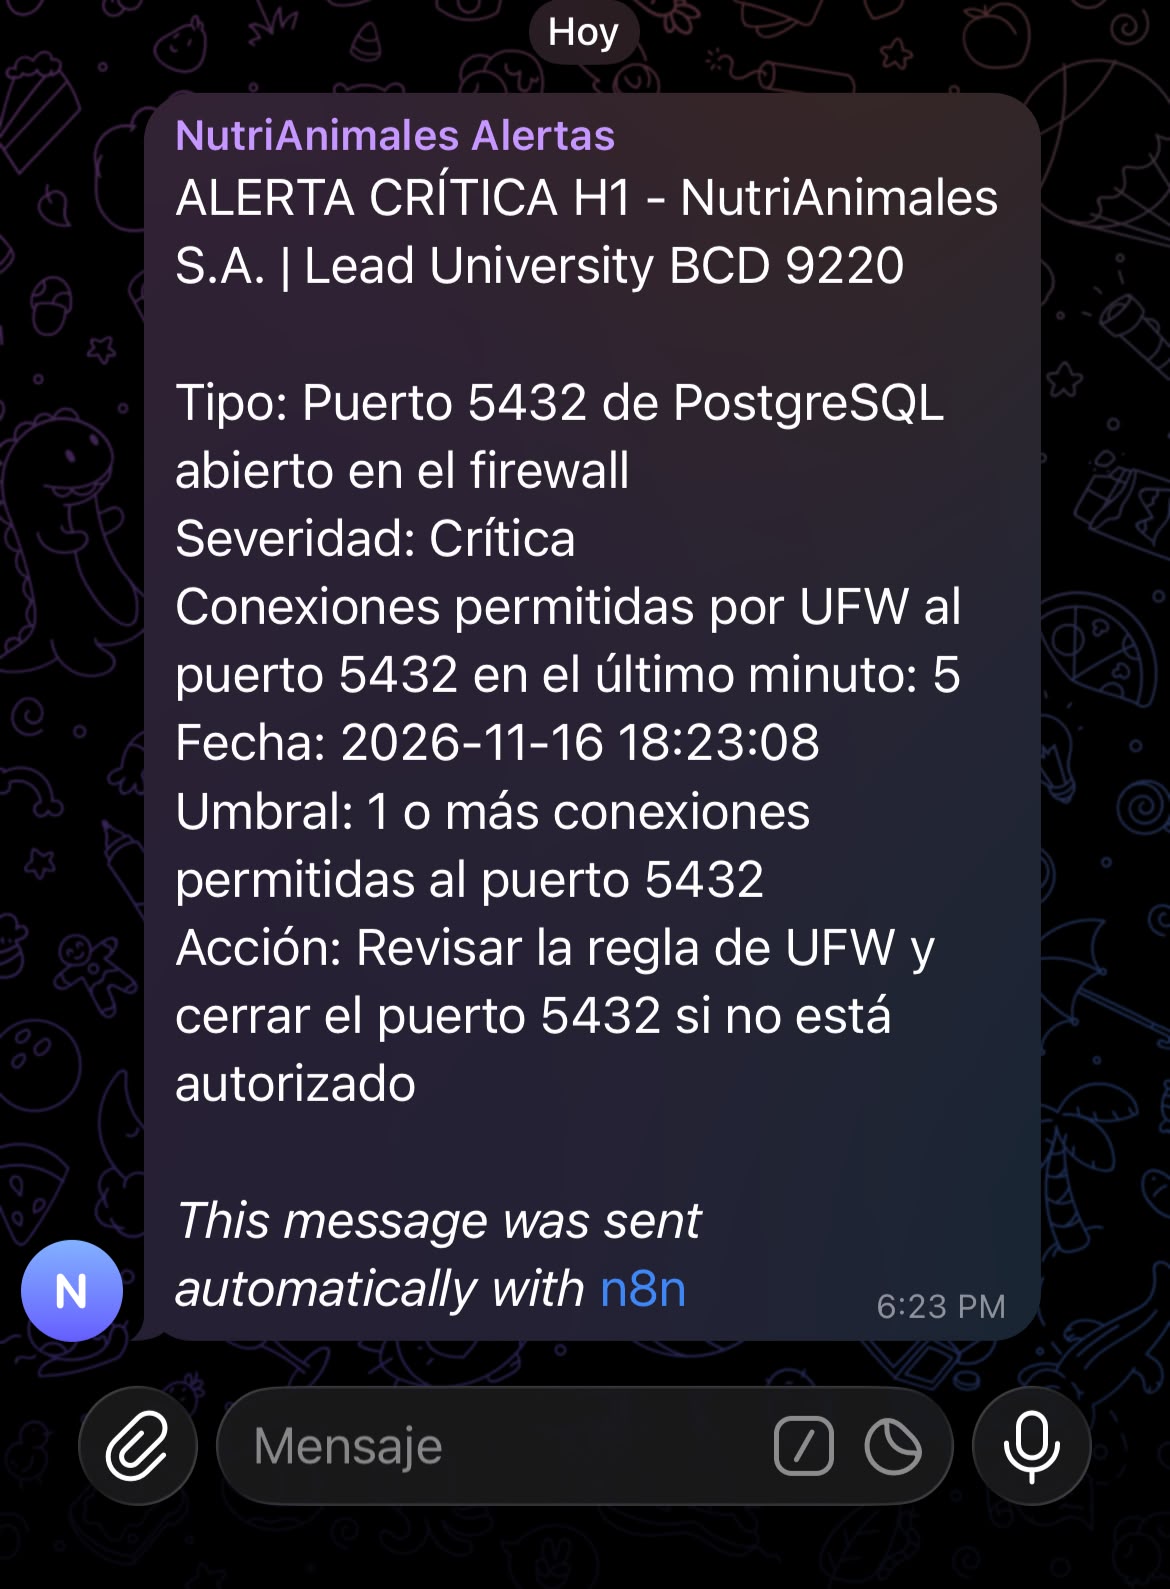 Hoy
NutriAnimales Alertas
ALERTA CRÍTICA H1 - NutriAnimales
S.A. | Lead University BCD 9220
Tipo: Puerto 5432 de PostgreSQL
abierto en el firewall
Severidad: Crítica
Conexiones permitidas por UFW al
puerto 5432 en el último minuto: 5
Fecha: 2026-11-16 18:23:08
Umbral: 1 o más conexiones
permitidas al puerto 5432
Acción: Revisar la regla de UFW y
cerrar el puerto 5432 si no está
autorizado
This message was sent
automatically with n8n
6:23 PM
N
Mensaje